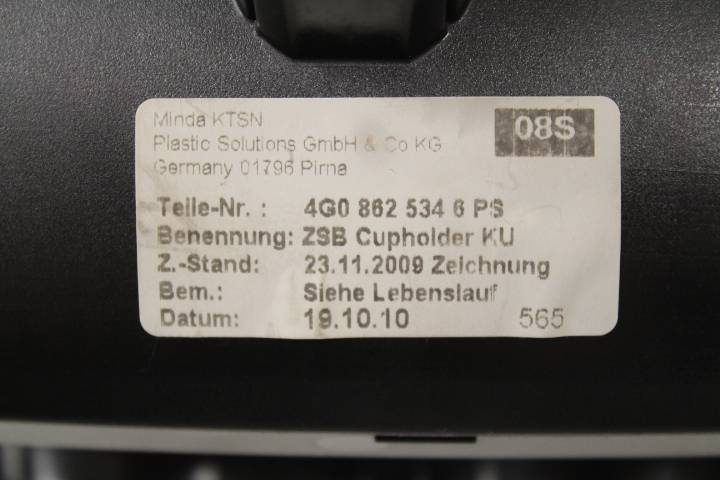 Minda KTSN
08S
Plastic Solutions GmbH & Co KG
Germany 01796 Pirna
Teile-Nr. : 4G0 862 534 6 PS
Benennung: ZSB Cupholder KU
Z.-Stand: 23.11.2009 Zeichnung
Bem.: Siehe Lebenslauf
Datum: 19.10.10 565